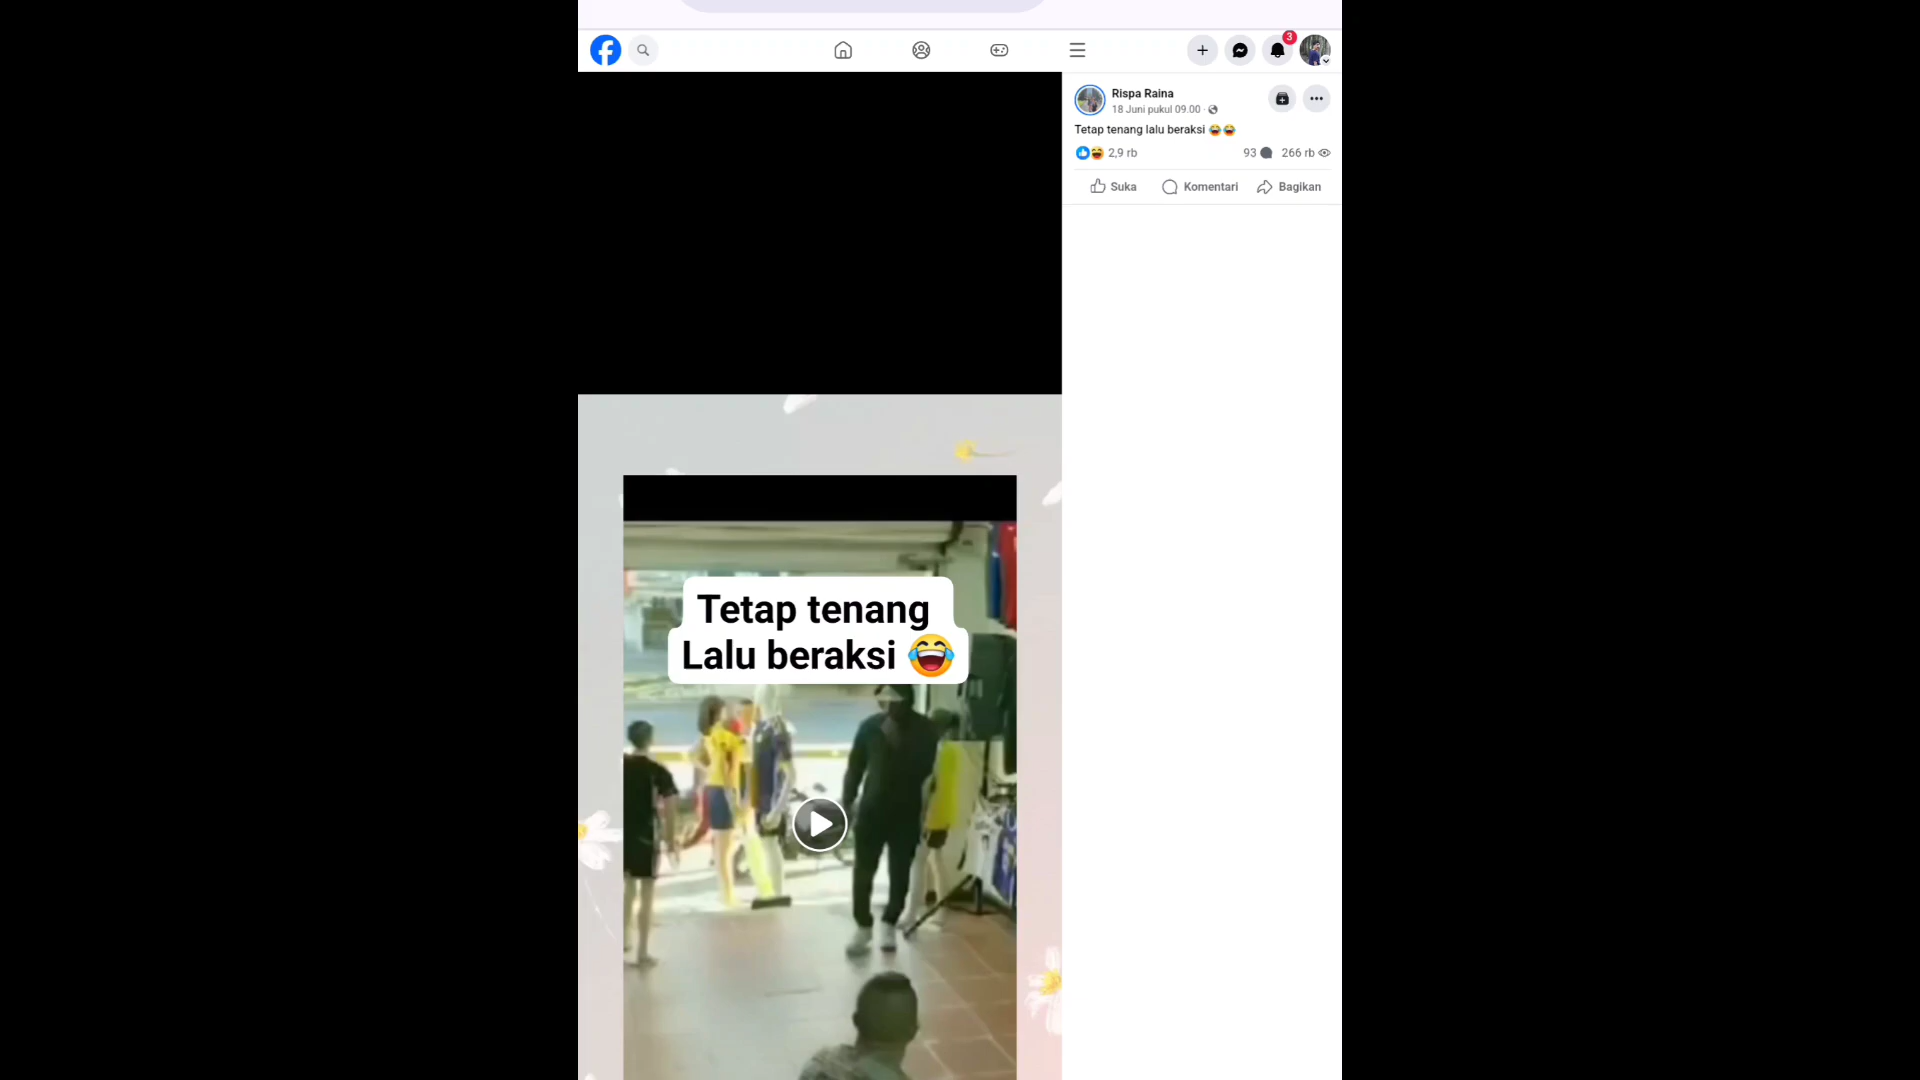 3
Rispa Raina
18 Juni pukul 09.00 ·
Tetap tenang lalu beraksi 😂😂
2,9 rb
93
266 rb
Suka
Komentari
Bagikan
Tetap tenang
Lalu beraksi 😂